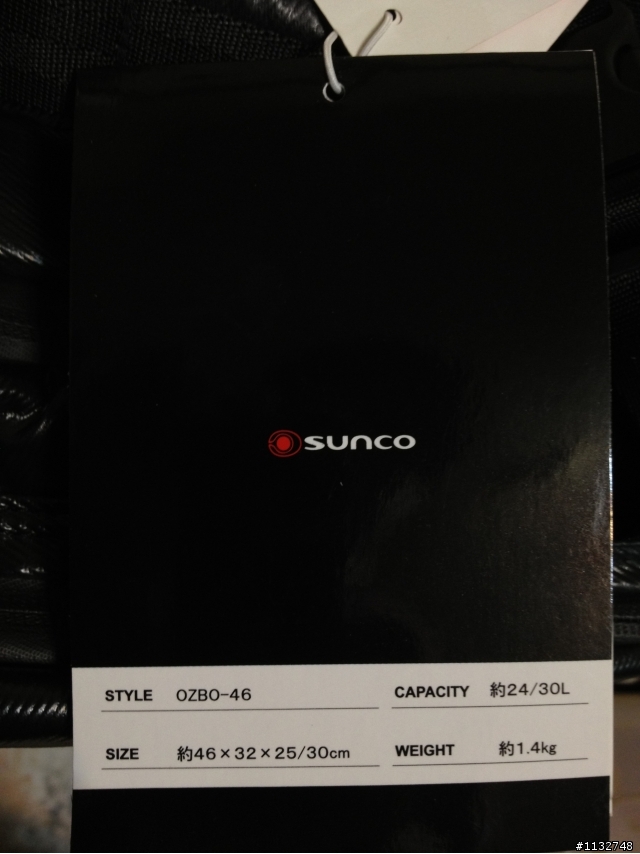 sunco
STYLE OZBO-46
CAPACITY 約24/30L
SIZE 約46×32×25/30cm
WEIGHT 約1.4kg
#1132748